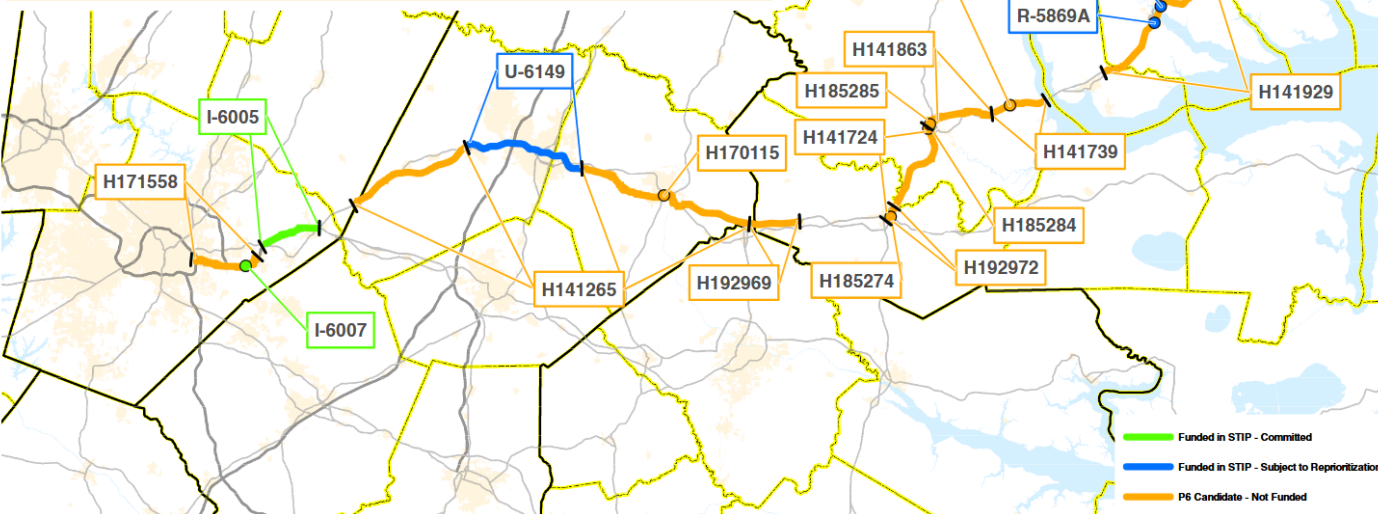 R-5869A
H141863
U-6149
H185285
H141929
I-6005
H141724
H170115
H141739
H171558
H185284
H192972
H192969
H185274
H141265
I-6007
Funded in STIP - Committed
Funded in STIP - Subject to Reprioritization
P6 Candidate - Not Funded